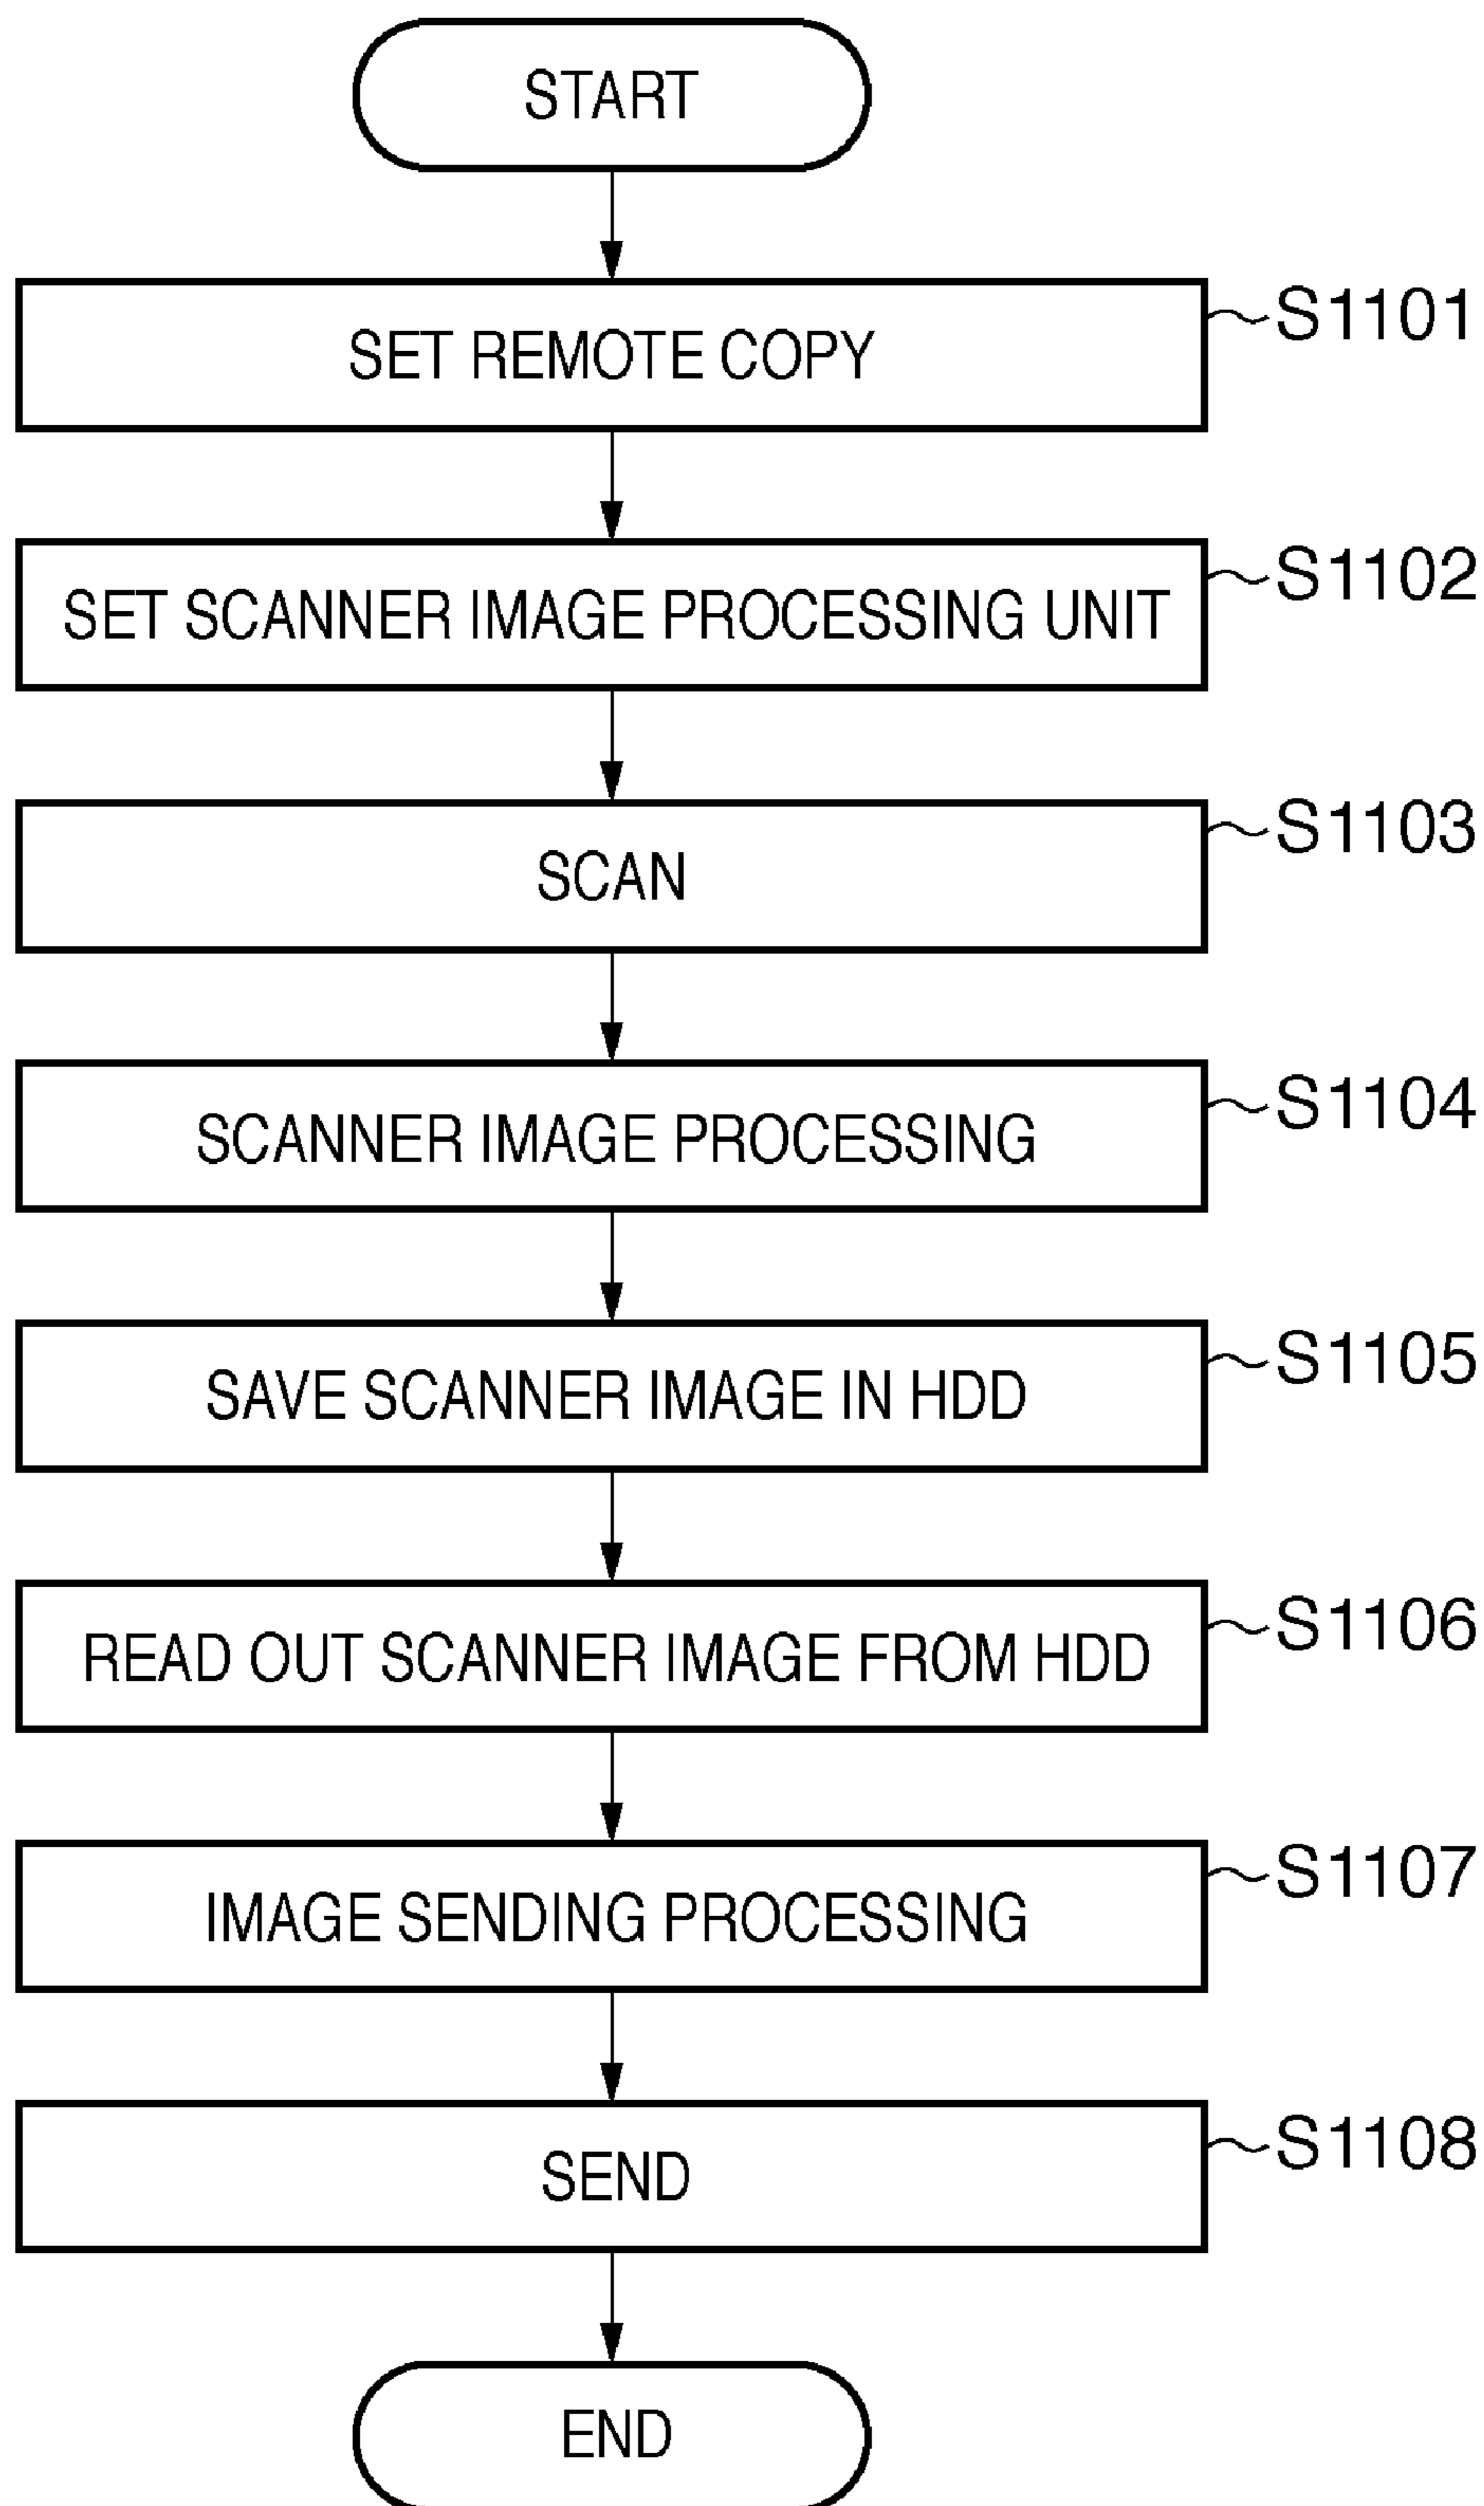 START
SET REMOTE COPY
S1101
SET SCANNER IMAGE PROCESSING UNIT
S1102
SCAN
S1103
SCANNER IMAGE PROCESSING
S1104
SAVE SCANNER IMAGE IN HDD
S1105
READ OUT SCANNER IMAGE FROM HDD
S1106
IMAGE SENDING PROCESSING
S1107
SEND
S1108
END